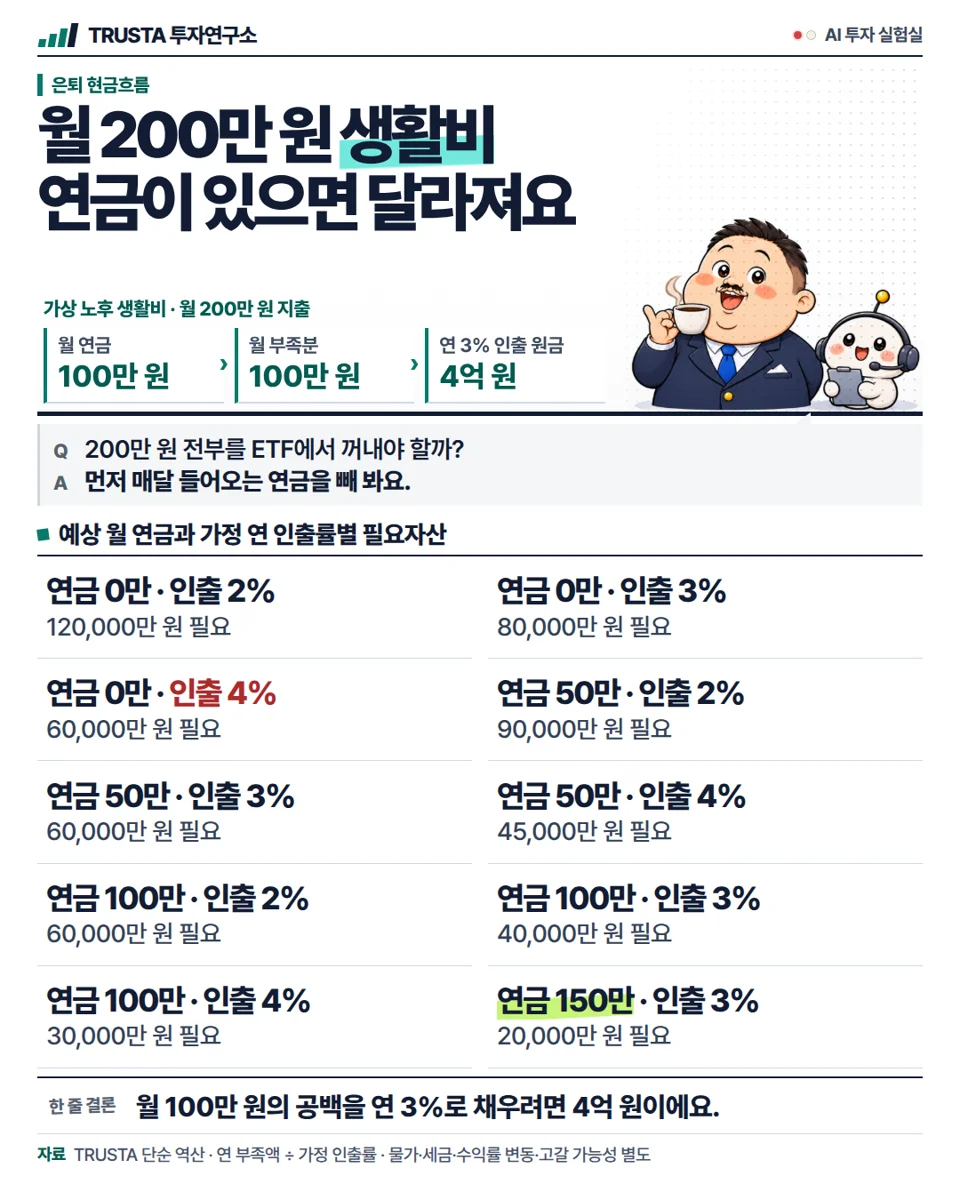 TRUSTA 투자연구소
AI 투자 실험실
은퇴 현금흐름
월 200만 원 생활비
연금이 있으면 달라져요
가상 노후 생활비 · 월 200만 원 지출
월 연금
100만 원
›
월 부족분
100만 원
›
연 3% 인출 원금
4억 원
Q 200만 원 전부를 ETF에서 꺼내야 할까?
A 먼저 매달 들어오는 연금을 빼 봐요.
예상 월 연금과 가정 연 인출률별 필요자산
연금 0만 · 인출 2%
120,000만 원 필요
연금 0만 · 인출 3%
80,000만 원 필요
연금 0만 · 인출 4%
60,000만 원 필요
연금 50만 · 인출 2%
90,000만 원 필요
연금 50만 · 인출 3%
60,000만 원 필요
연금 50만 · 인출 4%
45,000만 원 필요
연금 100만 · 인출 2%
60,000만 원 필요
연금 100만 · 인출 3%
40,000만 원 필요
연금 100만 · 인출 4%
30,000만 원 필요
연금 150만 · 인출 3%
20,000만 원 필요
한 줄 결론 월 100만 원의 공백을 연 3%로 채우려면 4억 원이에요.
자료 TRUSTA 단순 역산 · 연 부족액 ÷ 가정 인출률 · 물가·세금·수익률 변동·고갈 가능성 별도